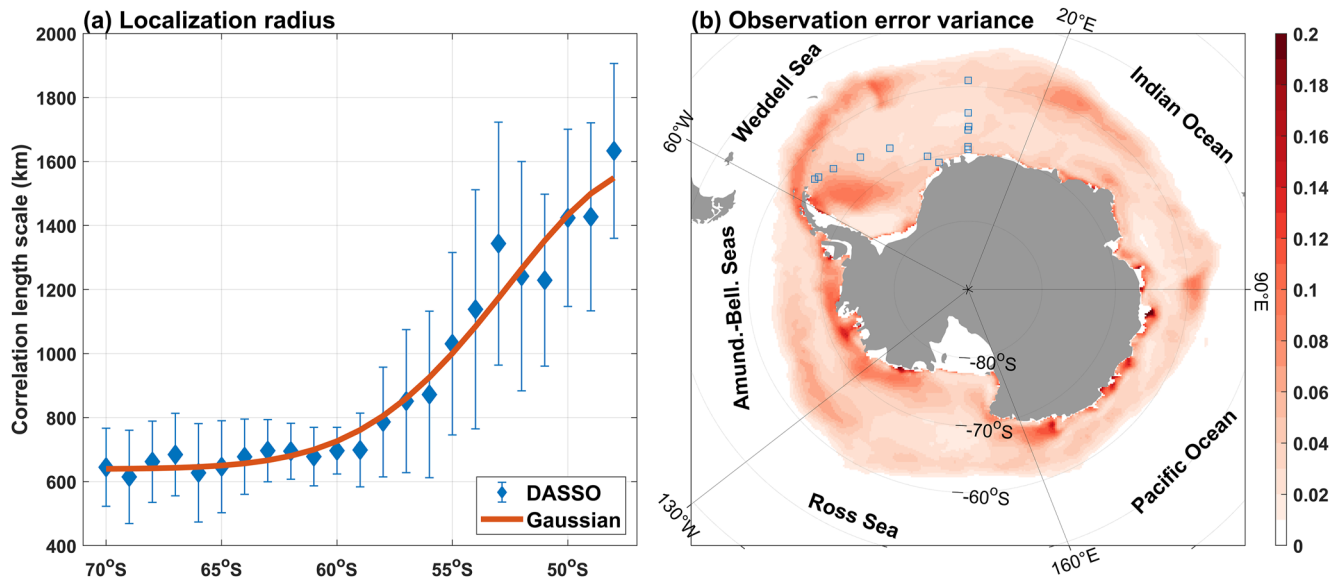 (a) Localization radius
Correlation length scale (km)
2000
1800
1600
1400
1200
1000
800
600
400
70°S
65°S
60°S
55°S
50°S
DASSO
Gaussian
(b) Observation error variance
20°E
Weddell Sea
Indian Ocean
60°W
90°E
Amund.-Bell. Seas
-80°S
-70°S
-60°S
Pacific Ocean
Ross Sea
130°W
160°E
0.2
0.18
0.16
0.14
0.12
0.1
0.08
0.06
0.04
0.02
0